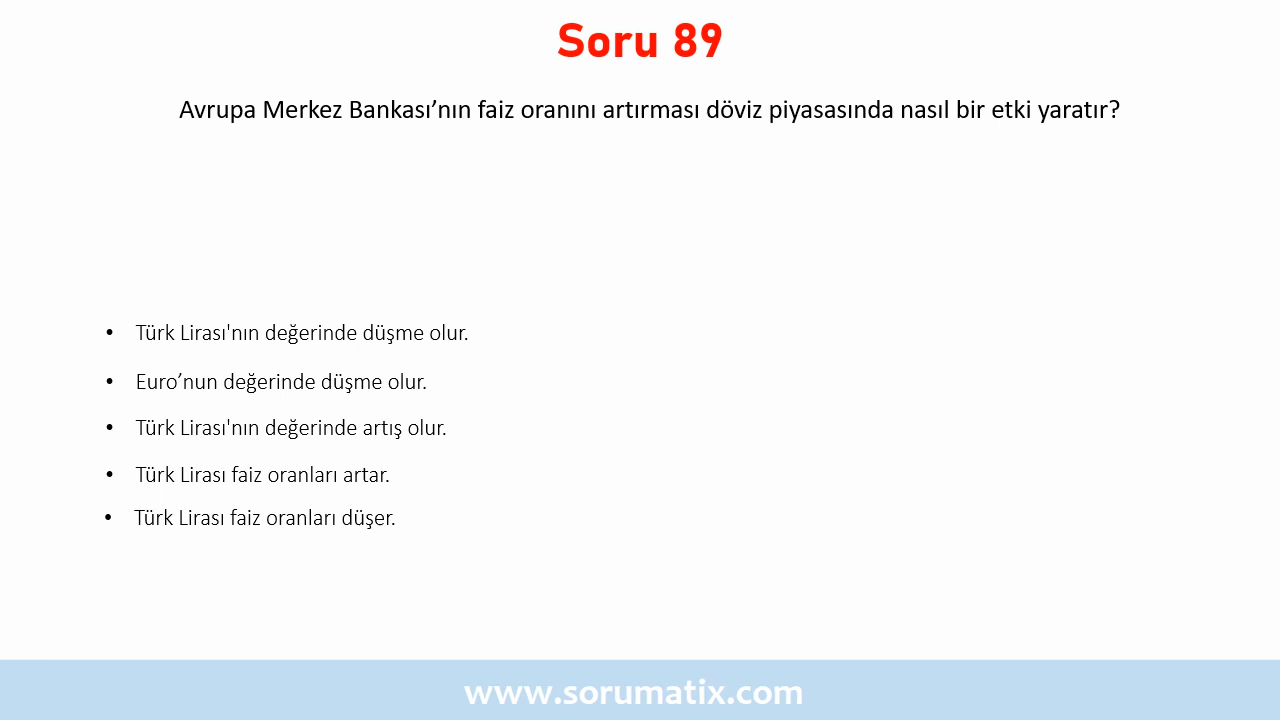 Soru 89
Avrupa Merkez Bankası’nın faiz oranını artırması döviz piyasasında nasıl bir etki yaratır?
• Türk Lirası'nın değerinde düşme olur.
• Euro’nun değerinde düşme olur.
• Türk Lirası'nın değerinde artış olur.
• Türk Lirası faiz oranları artar.
• Türk Lirası faiz oranları düşer.
www.sorumatix.com